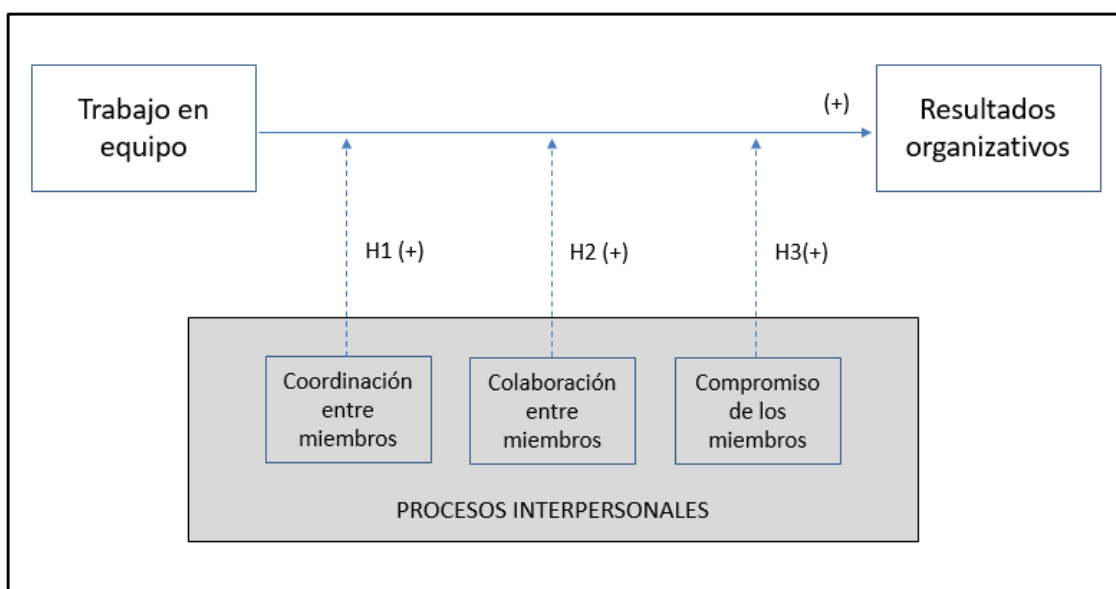 Trabajo en
equipo
(+)
Resultados
organizativos
H1 (+)
H2 (+)
H3(+)
Coordinación
entre
miembros
Colaboración
entre
miembros
Compromiso
de los
miembros
PROCESOS INTERPERSONALES